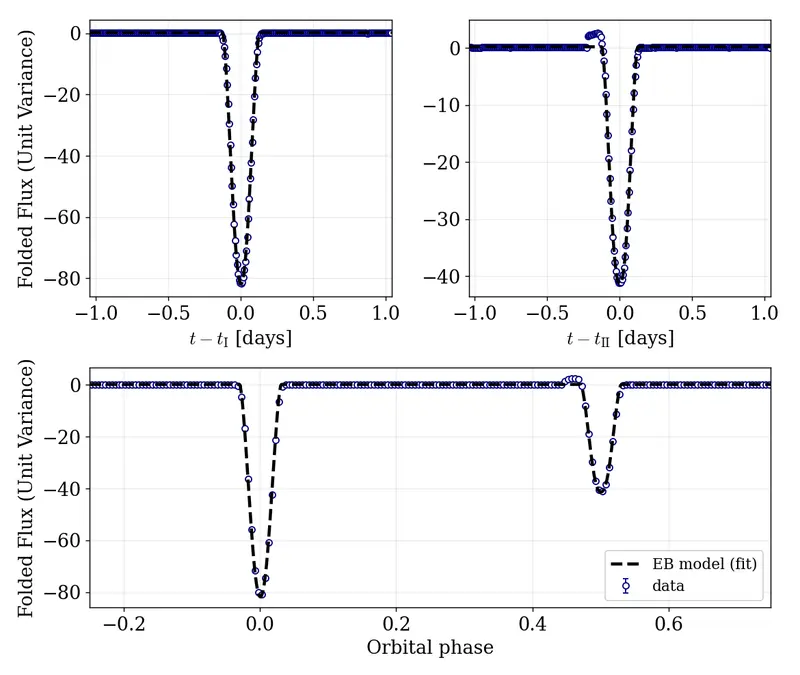 Folded Flux (Unit Variance)
0
−20
−40
−60
−80
−1.0 −0.5 0.0 0.5 1.0
t − t_I [days]
0
−10
−20
−30
−40
−1.0 −0.5 0.0 0.5 1.0
t − t_II [days]
Folded Flux (Unit Variance)
0
−20
−40
−60
−80
−0.2 0.0 0.2 0.4 0.6
Orbital phase
EB model (fit)
data